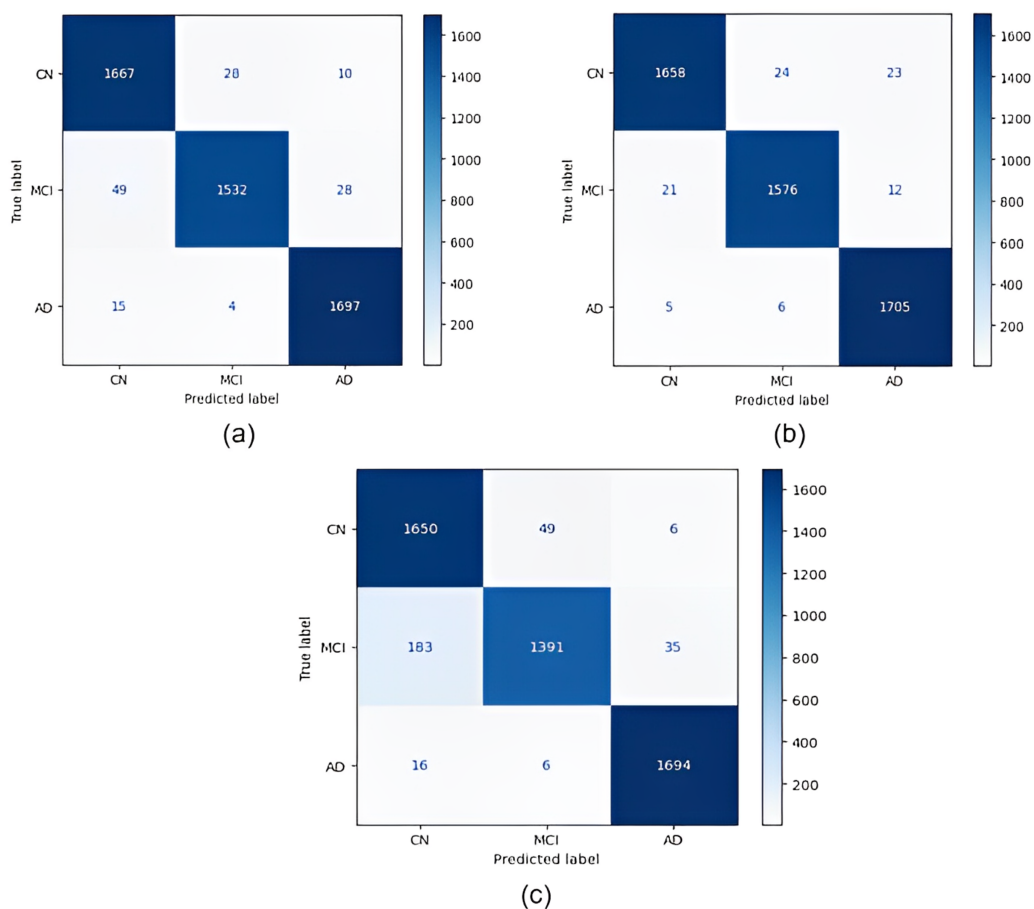 CN 1667 28 10
MCI 49 1532 28
AD 15 4 1697
CN MCI AD
Predicted label
True label
1600
1400
1200
1000
800
600
400
200
(a)
CN 1658 24 23
MCI 21 1576 12
AD 5 6 1705
CN MCI AD
Predicted label
True label
1600
1400
1200
1000
800
600
400
200
(b)
CN 1650 49 6
MCI 183 1391 35
AD 16 6 1694
CN MCI AD
Predicted label
True label
1600
1400
1200
1000
800
600
400
200
(c)